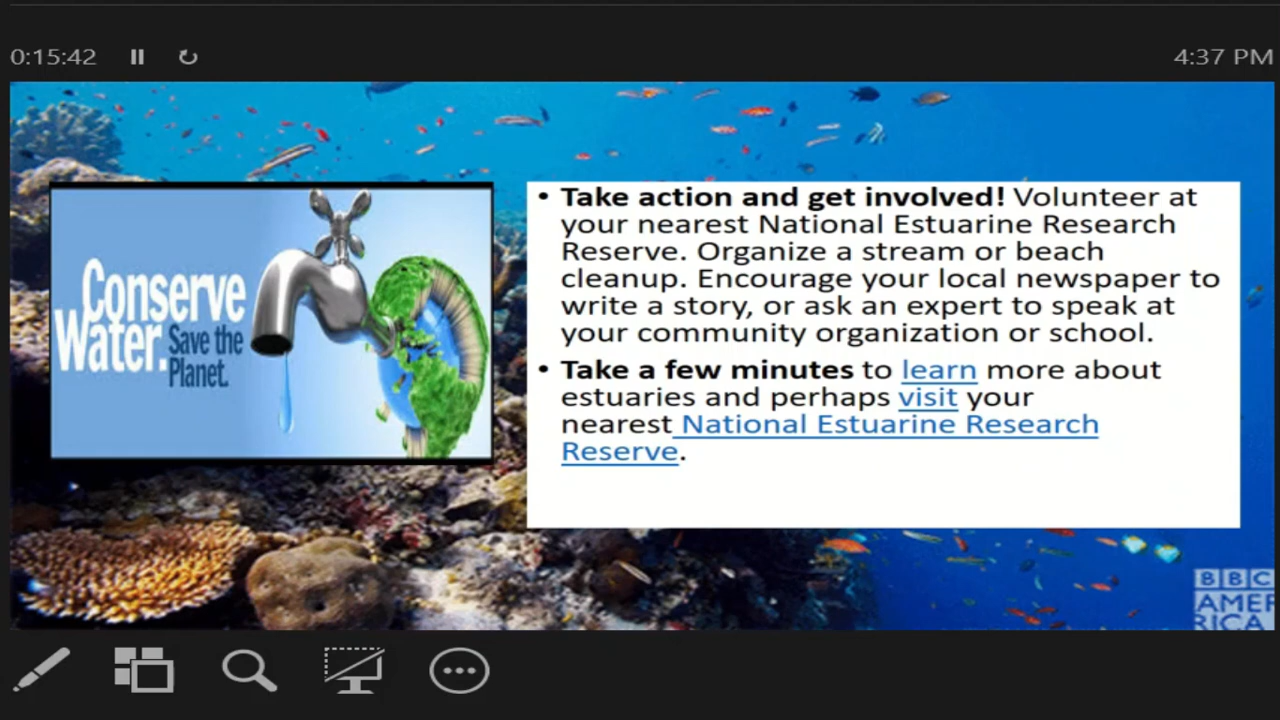 0:15:42
4:37 PM
Conserve
Water. Save the
Planet.
• Take action and get involved! Volunteer at
your nearest National Estuarine Research
Reserve. Organize a stream or beach
cleanup. Encourage your local newspaper to
write a story, or ask an expert to speak at
your community organization or school.
• Take a few minutes to learn more about
estuaries and perhaps visit your
nearest National Estuarine Research
Reserve.
BBC
AMER
RICA